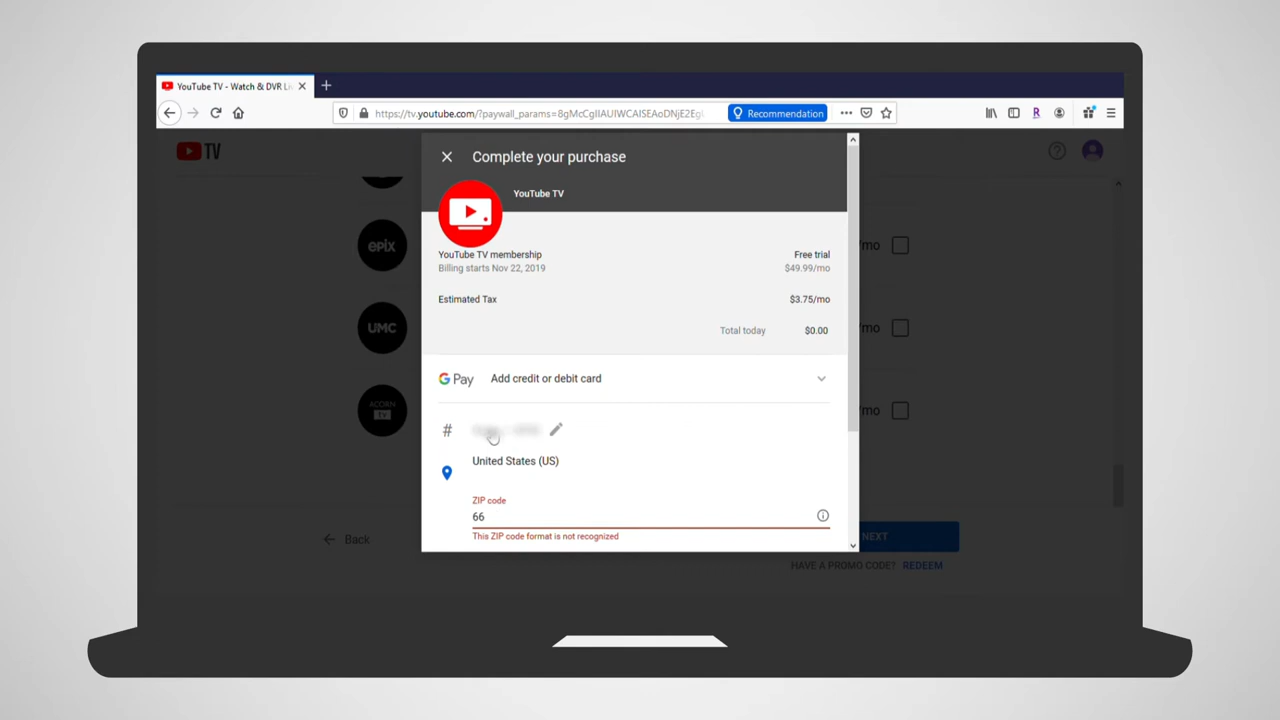 YouTube TV - Watch & DVR Li
https://tv.youtube.com/?paywall_params=8gMcCgIIAUIWCAISEAoDNjE2Eg
Recommendation
TV
Complete your purchase
YouTube TV
YouTube TV membership
Free trial
Billing starts Nov 22, 2019
$49.99/mo
Estimated Tax
$3.75/mo
Total today
$0.00
G Pay
Add credit or debit card
#
United States (US)
ZIP code
66
This ZIP code format is not recognized
epix
/mo
UMC
/mo
ACORN
TV
/mo
Back
NEXT
HAVE A PROMO CODE? REDEEM